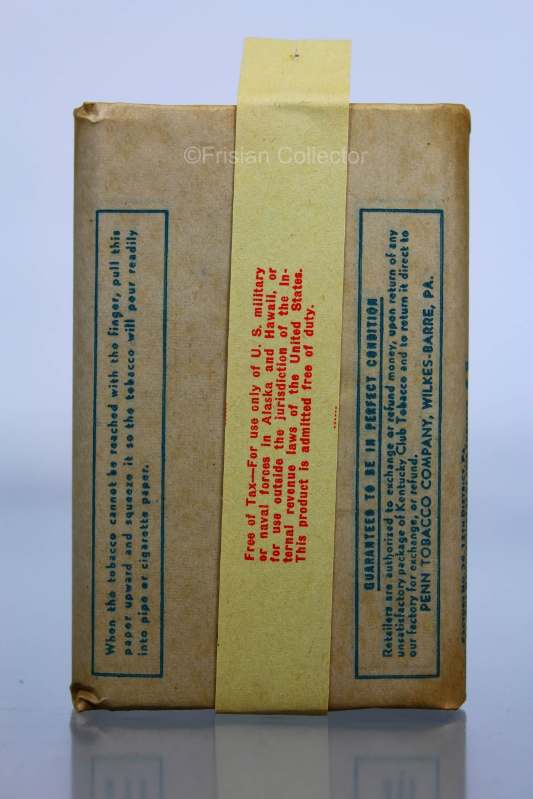 ©Frisian Collector
When the tobacco cannot be reached with the finger, pull this
paper upward and squeeze it so the tobacco will pour readily
into pipe or cigarette paper.
Free of Tax—For use only of U. S. military
or naval forces in Alaska and Hawaii, or
for use outside the jurisdiction of the in-
ternal revenue laws of the United States.
This product is admitted free of duty.
GUARANTEED TO BE IN PERFECT CONDITION
Retailers are authorized to exchange or refund money, upon return of any
unsatisfactory package of Kentucky Club Tobacco and to return it direct to
our factory for exchange, or refund.
PENN TOBACCO COMPANY, WILKES-BARRE, PA.